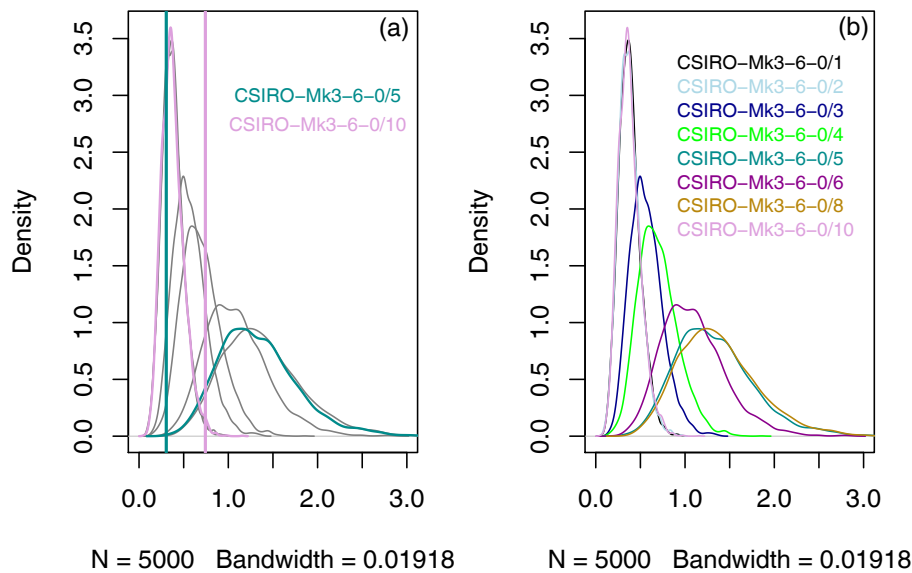 (a)
CSIRO−Mk3−6−0/5
CSIRO−Mk3−6−0/10
Density
0.0 0.5 1.0 1.5 2.0 2.5 3.0 3.5
0.0 1.0 2.0 3.0
N = 5000 Bandwidth = 0.01918
(b)
CSIRO−Mk3−6−0/1
CSIRO−Mk3−6−0/2
CSIRO−Mk3−6−0/3
CSIRO−Mk3−6−0/4
CSIRO−Mk3−6−0/5
CSIRO−Mk3−6−0/6
CSIRO−Mk3−6−0/8
CSIRO−Mk3−6−0/10
Density
0.0 0.5 1.0 1.5 2.0 2.5 3.0 3.5
0.0 1.0 2.0 3.0
N = 5000 Bandwidth = 0.01918